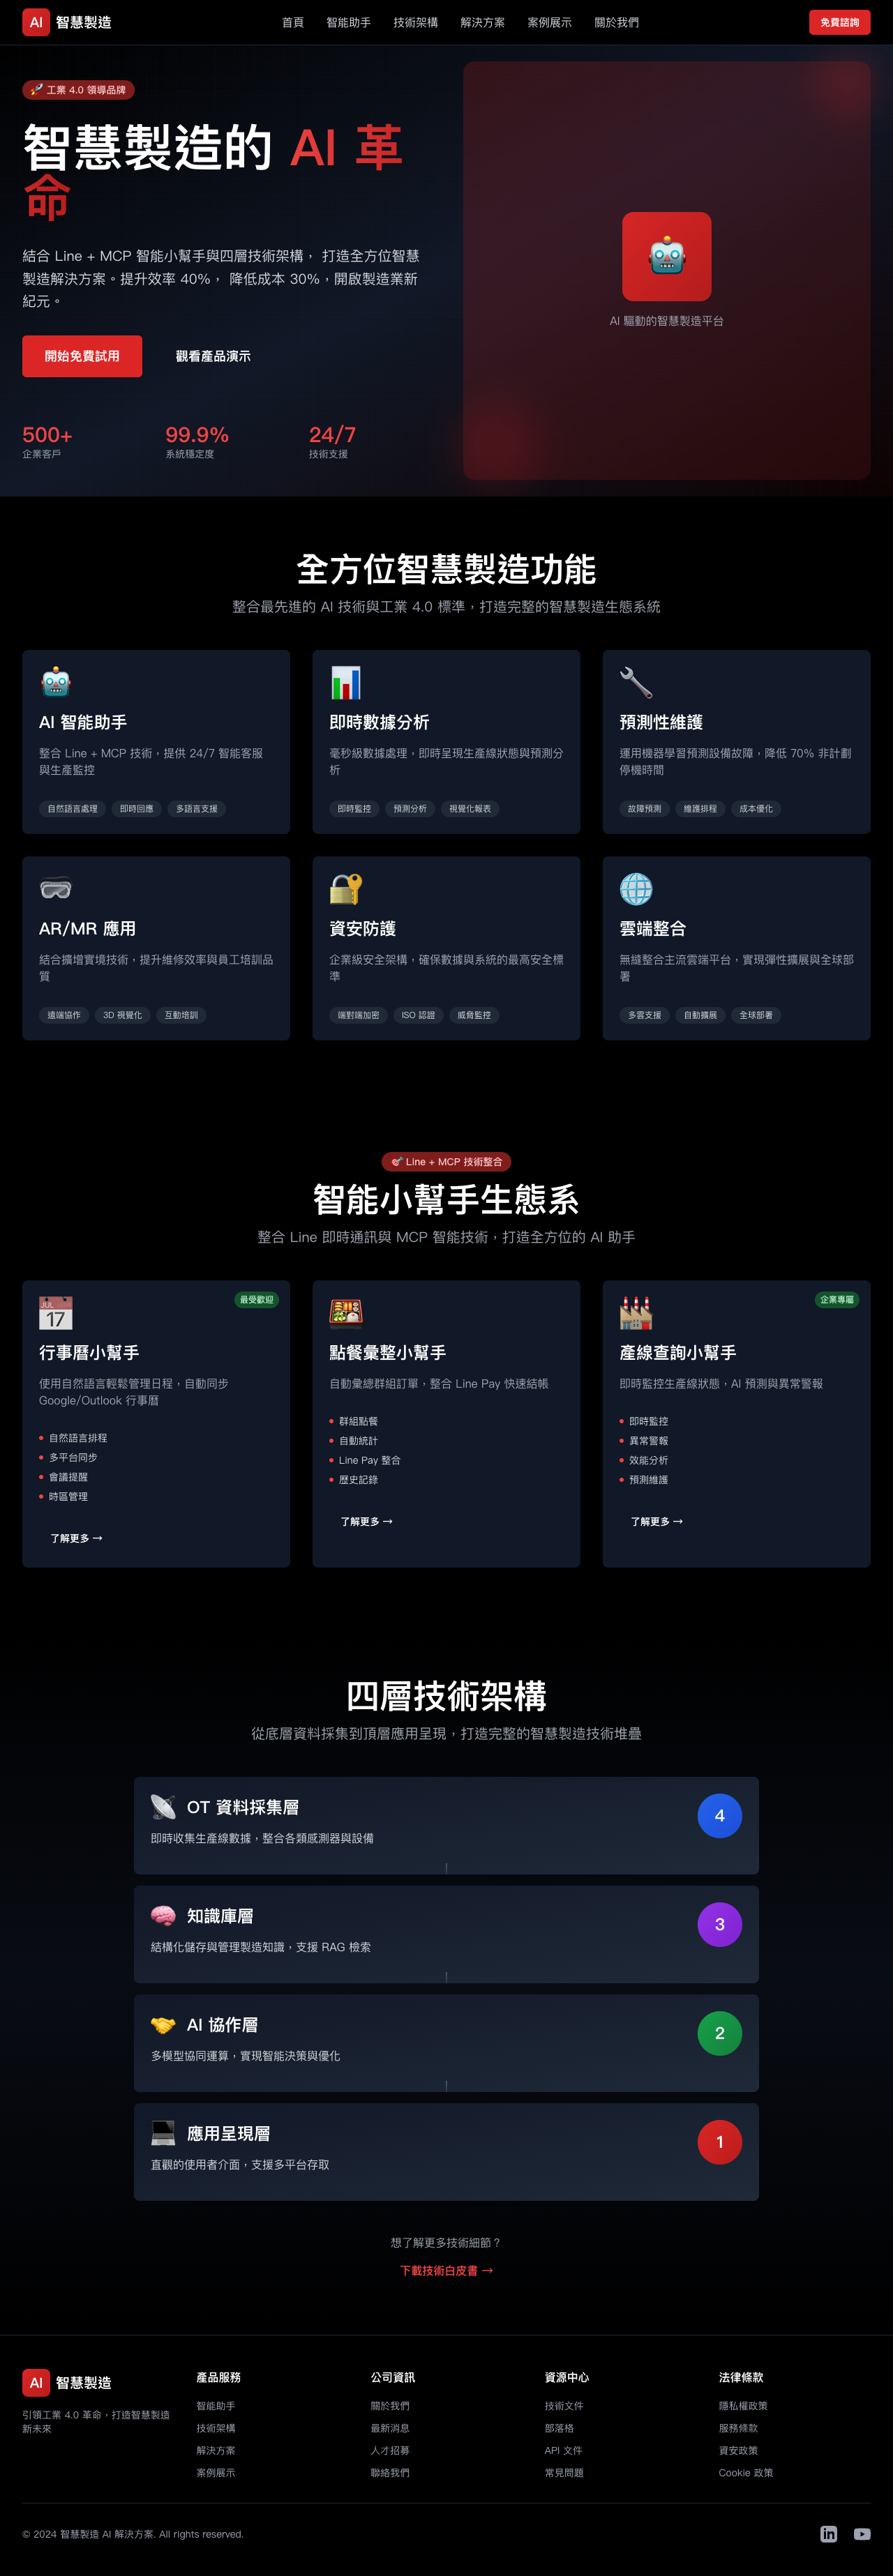 AI 智慧製造
首頁 智能助手 技術架構 解決方案 案例展示 關於我們
免費諮詢
🚀 工業 4.0 領導品牌
智慧製造的 AI 革
命
結合 Line + MCP 智能小幫手與四層技術架構， 打造全方位智慧
製造解決方案。提升效率 40%， 降低成本 30%，開啟製造業新
紀元。
開始免費試用 觀看產品演示
500+ 99.9% 24/7
企業客戶 系統穩定度 技術支援
AI 驅動的智慧製造平台
全方位智慧製造功能
整合最先進的 AI 技術與工業 4.0 標準，打造完整的智慧製造生態系統
AI 智能助手
整合 Line + MCP 技術，提供 24/7 智能客服
與生產監控
自然語言處理 即時回應 多語言支援
即時數據分析
毫秒級數據處理，即時呈現生產線狀態與預測分
析
即時監控 預測分析 視覺化報表
預測性維護
運用機器學習預測設備故障，降低 70% 非計劃
停機時間
故障預測 維護排程 成本優化
AR/MR 應用
結合擴增實境技術，提升維修效率與員工培訓品
質
遠端協作 3D 視覺化 互動培訓
資安防護
企業級安全架構，確保數據與系統的最高安全標
準
端對端加密 ISO 認證 威脅監控
雲端整合
無縫整合主流雲端平台，實現彈性擴展與全球部
署
多雲支援 自動擴展 全球部署
🎯 Line + MCP 技術整合
智能小幫手生態系
整合 Line 即時通訊與 MCP 智能技術，打造全方位的 AI 助手
JUL
17
最受歡迎
行事曆小幫手
使用自然語言輕鬆管理日程，自動同步
Google/Outlook 行事曆
自然語言排程
多平台同步
會議提醒
時區管理
了解更多 →
點餐彙整小幫手
自動彙總群組訂單，整合 Line Pay 快速結帳
群組點餐
自動統計
Line Pay 整合
歷史記錄
了解更多 →
企業專屬
產線查詢小幫手
即時監控生產線狀態，AI 預測與異常警報
即時監控
異常警報
效能分析
預測維護
了解更多 →
四層技術架構
從底層資料採集到頂層應用呈現，打造完整的智慧製造技術堆疊
OT 資料採集層
即時收集生產線數據，整合各類感測器與設備
4
知識庫層
結構化儲存與管理製造知識，支援 RAG 檢索
3
AI 協作層
多模型協同運算，實現智能決策與優化
2
應用呈現層
直觀的使用者介面，支援多平台存取
1
想了解更多技術細節？
下載技術白皮書 →
AI 智慧製造
引領工業 4.0 革命，打造智慧製造
新未來
產品服務
智能助手
技術架構
解決方案
案例展示
公司資訊
關於我們
最新消息
人才招募
聯絡我們
資源中心
技術文件
部落格
API 文件
常見問題
法律條款
隱私權政策
服務條款
資安政策
Cookie 政策
© 2024 智慧製造 AI 解決方案. All rights reserved.
in